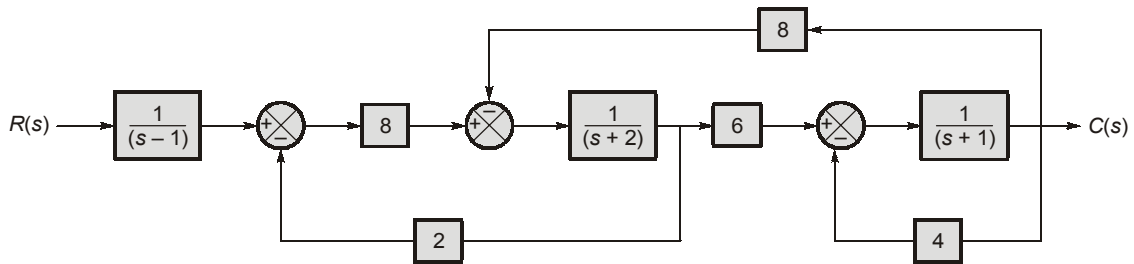 8
R(s)
1
(s – 1)
+
–
8
+
–
1
(s + 2)
6
+
–
1
(s + 1)
C(s)
2
4